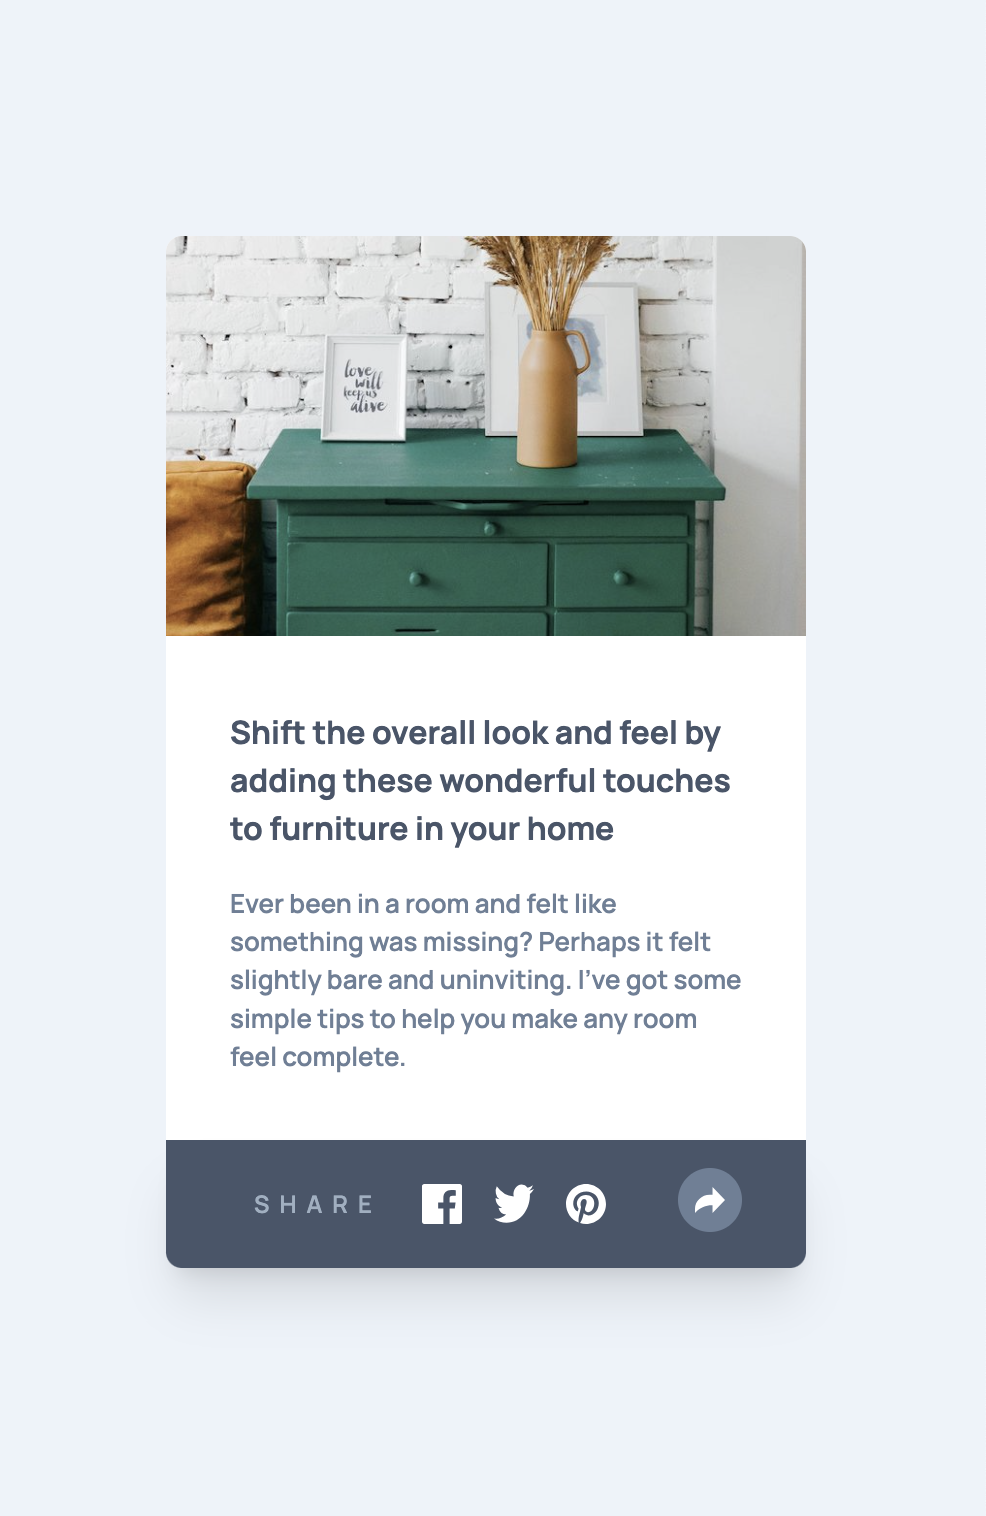 love
will
keep us
alive
Shift the overall look and feel by
adding these wonderful touches
to furniture in your home
Ever been in a room and felt like
something was missing? Perhaps it felt
slightly bare and uninviting. I’ve got some
simple tips to help you make any room
feel complete.
SHARE